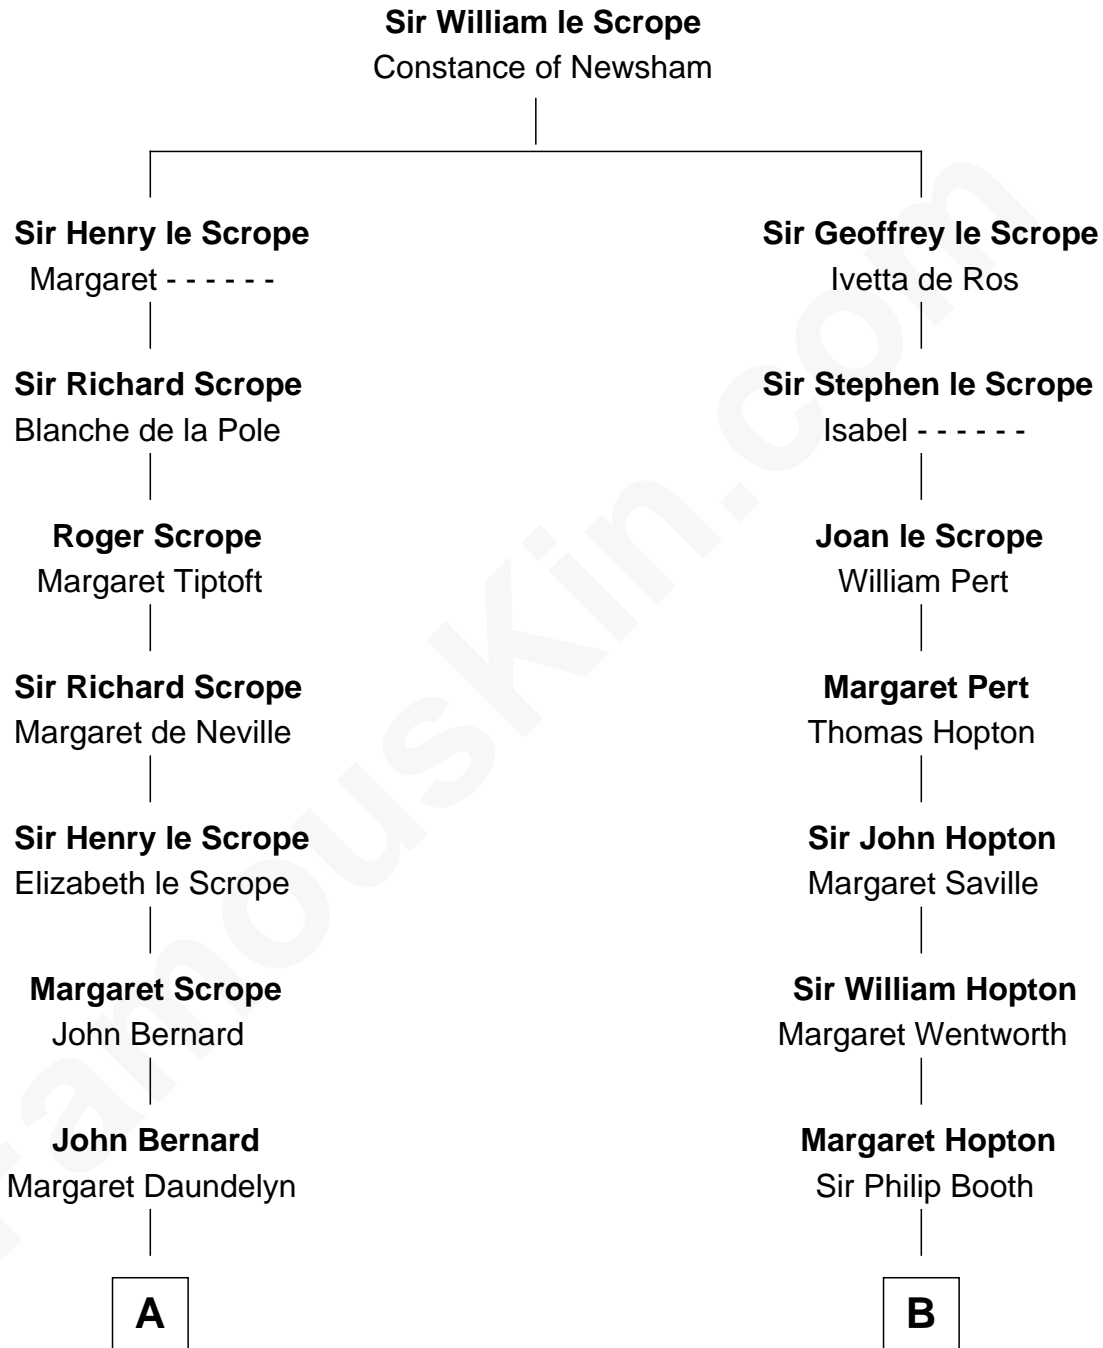 Sir William le Scrope
Constance of Newsham
Sir Henry le Scrope
Margaret - - - - - -
Sir Geoffrey le Scrope
Ivetta de Ros
Sir Richard Scrope
Blanche de la Pole
Sir Stephen le Scrope
Isabel - - - - - -
Roger Scrope
Margaret Tiptoft
Joan le Scrope
William Pert
Sir Richard Scrope
Margaret de Neville
Margaret Pert
Thomas Hopton
Sir Henry le Scrope
Elizabeth le Scrope
Sir John Hopton
Margaret Saville
Margaret Scrope
John Bernard
Sir William Hopton
Margaret Wentworth
John Bernard
Margaret Daundelyn
Margaret Hopton
Sir Philip Booth
A
B
FamousKin.com